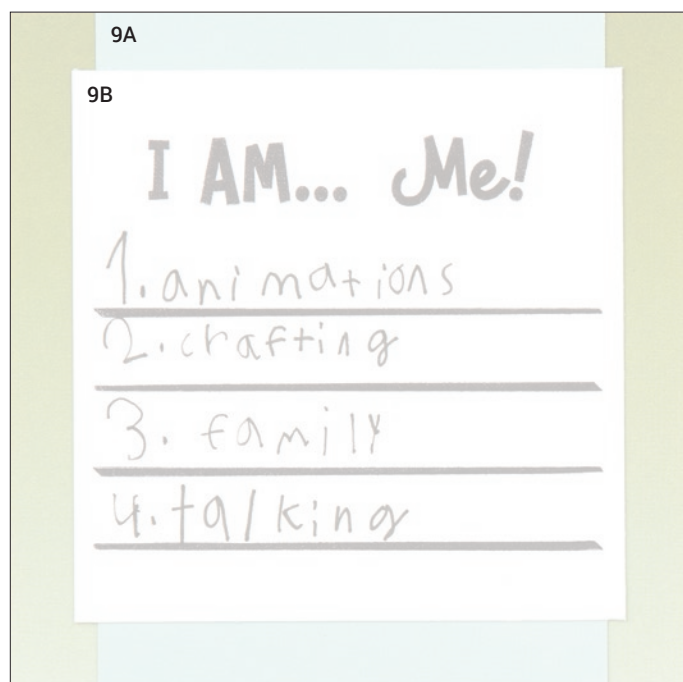 9A
9B
I AM... Me!
1. animations
2. crafting
3. family
4. talking